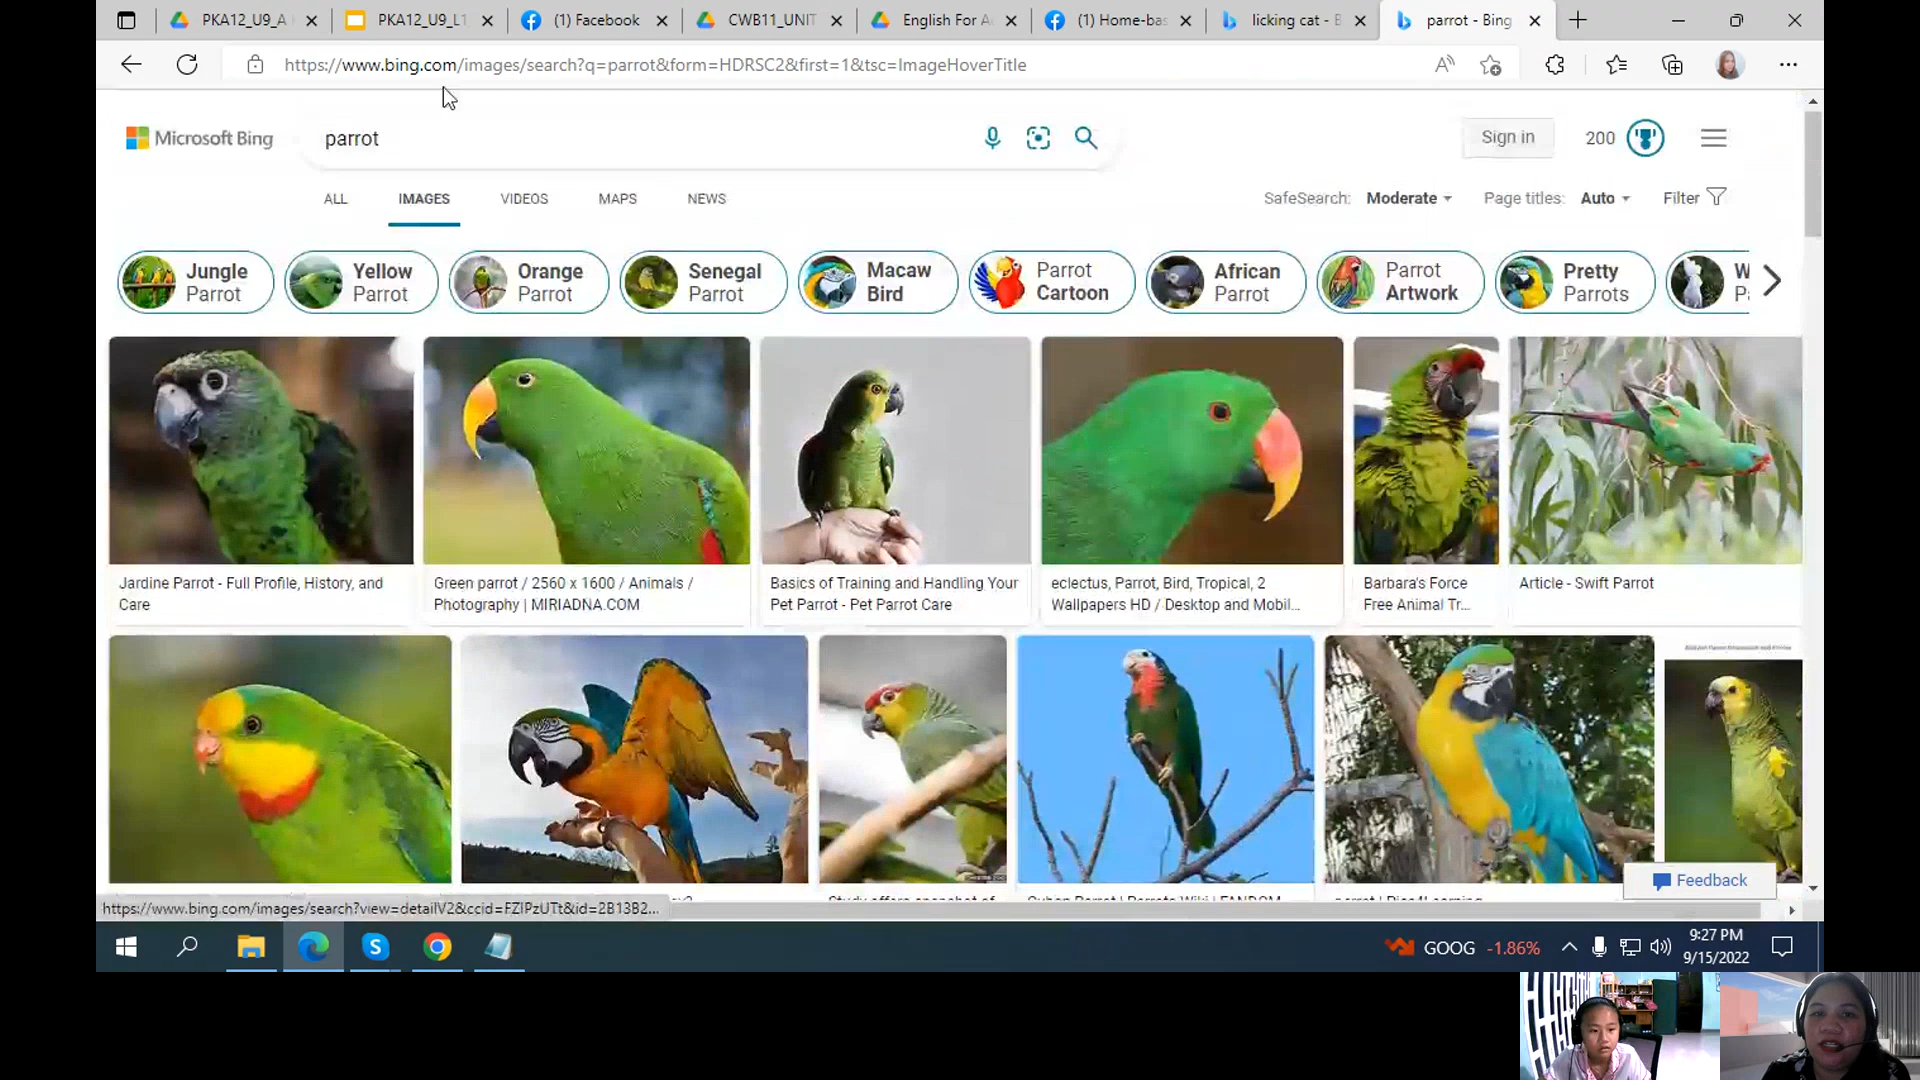 PKA12_U9_A
PKA12_U9_L1
(1) Facebook
CWB11_UNIT
English For A
(1) Home-bas
licking cat - B
parrot - Bing
https://www.bing.com/images/search?q=parrot&form=HDRSC2&first=1&tsc=ImageHoverTitle
Microsoft Bing
parrot
Sign in
200
ALL
IMAGES
VIDEOS
MAPS
NEWS
SafeSearch: Moderate
Page titles: Auto
Filter
Jungle
Parrot
Yellow
Parrot
Orange
Parrot
Senegal
Parrot
Macaw
Bird
Parrot
Cartoon
African
Parrot
Parrot
Artwork
Pretty
Parrots
Jardine Parrot - Full Profile, History, and
Care
Green parrot / 2560 x 1600 / Animals /
Photography | MIRIADNA.COM
Basics of Training and Handling Your
Pet Parrot - Pet Parrot Care
eclectus, Parrot, Bird, Tropical, 2
Wallpapers HD / Desktop and Mobil...
Barbara's Force
Free Animal Tr...
Article - Swift Parrot
Feedback
https://www.bing.com/images/search?view=detailV2&ccid=FZIPzUTt&id=2B13B2...
GOOG -1.86%
9:27 PM
9/15/2022